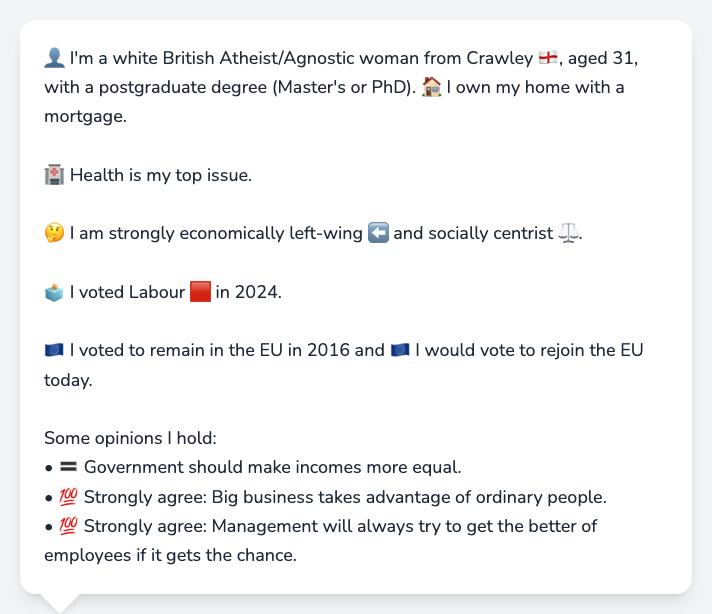 👤 I'm a white British Atheist/Agnostic woman from Crawley 🏴󠁧󠁢󠁥󠁮󠁧󠁿, aged 31,
with a postgraduate degree (Master's or PhD). 🏠 I own my home with a
mortgage.
🏥 Health is my top issue.
🤔 I am strongly economically left-wing ⬅️ and socially centrist ⚖️.
🗳️ I voted Labour 🟥 in 2024.
🇪🇺 I voted to remain in the EU in 2016 and 🇪🇺 I would vote to rejoin the EU
today.
Some opinions I hold:
• 🟰 Government should make incomes more equal.
• 💯 Strongly agree: Big business takes advantage of ordinary people.
• 💯 Strongly agree: Management will always try to get the better of
employees if it gets the chance.